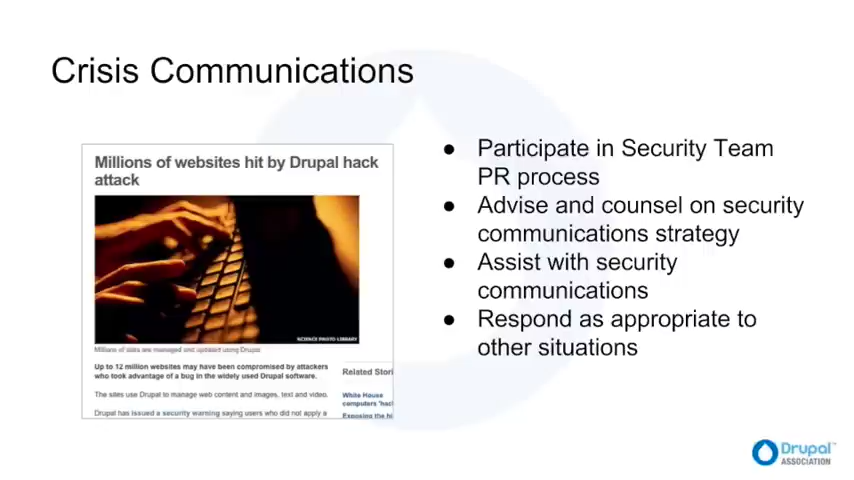 Crisis Communications
Millions of websites hit by Drupal hack
attack
SCIENCE PHOTO LIBRARY
Millions of sites are managed and updated using Drupal
Up to 12 million websites may have been compromised by attackers
who took advantage of a bug in the widely used Drupal software.
The sites use Drupal to manage web content and images, text and video.
Drupal has issued a security warning saying users who did not apply a
Related Stori
White House
computers 'hacl
Exposing the hi
● Participate in Security Team
PR process
● Advise and counsel on security
communications strategy
● Assist with security
communications
● Respond as appropriate to
other situations
Drupal™
ASSOCIATION